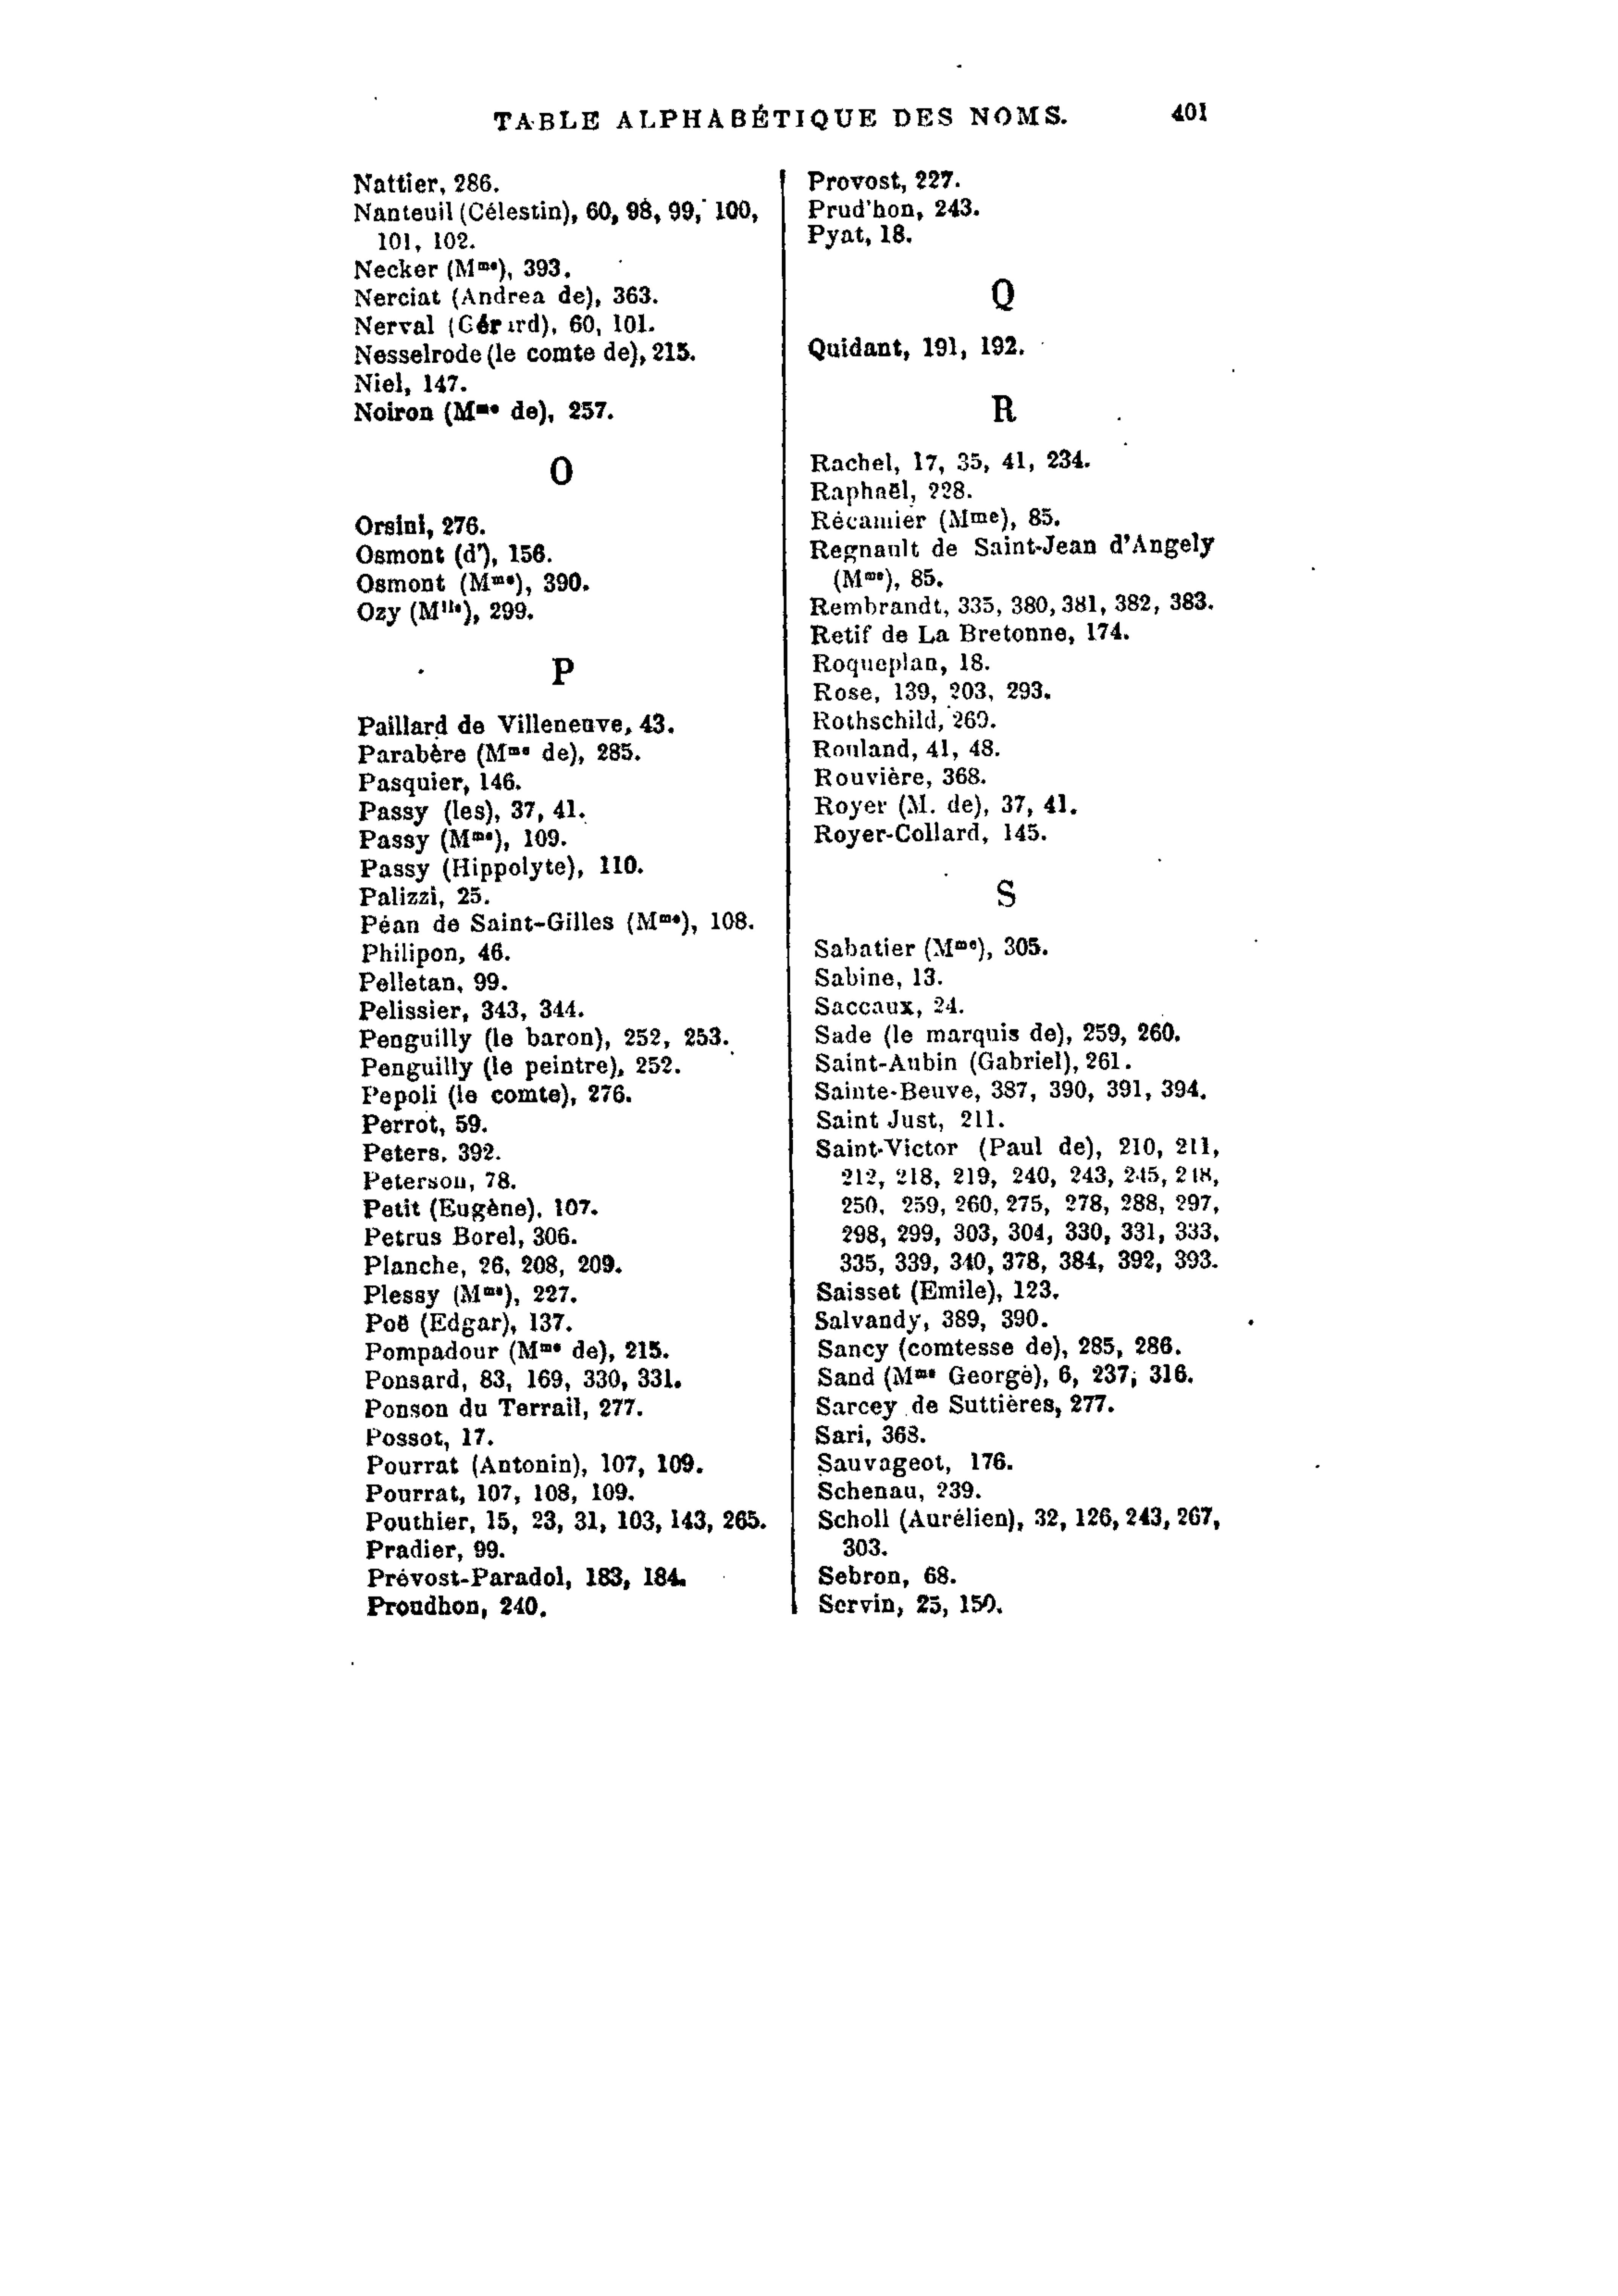 TABLE ALPHABÉTIQUE DES NOMS. 401
Nattier, 286.
Nanteuil (Célestin), 60, 98, 99, 100,
101, 102.
Necker (Mme), 393.
Nerciat (Andrea de), 363.
Nerval (Gérard), 60, 101.
Nesselrode (le comte de), 215.
Niel, 147.
Noiron (Mme de), 257.
O
Orsini, 276.
Osmont (d'), 156.
Osmont (Mme), 390.
Ozy (Mlle), 299.
P
Paillard de Villeneuve, 43.
Parabère (Mme de), 285.
Pasquier, 146.
Passy (les), 37, 41.
Passy (Mme), 109.
Passy (Hippolyte), 110.
Palizzi, 25.
Péan de Saint-Gilles (Mme), 108.
Philipon, 46.
Pelletan, 99.
Pelissier, 343, 344.
Penguilly (le baron), 252, 253.
Penguilly (le peintre), 252.
Pepoli (le comte), 276.
Perrot, 59.
Peters, 392.
Peterson, 78.
Petit (Eugène), 107.
Petrus Borel, 306.
Planche, 26, 208, 209.
Plessy (Mme), 227.
Poë (Edgar), 137.
Pompadour (Mme de), 215.
Ponsard, 83, 169, 330, 331.
Ponson du Terrail, 277.
Possot, 17.
Pourrat (Antonin), 107, 109.
Pourrat, 107, 108, 109.
Pouthier, 15, 23, 31, 103, 143, 265.
Pradier, 99.
Prévost-Paradol, 183, 184.
Proudhon, 240.
Provost, 227.
Prud'hon, 243.
Pyat, 18.
Q
Quidant, 191, 192.
R
Rachel, 17, 35, 41, 234.
Raphaël, 228.
Récamier (Mme), 85.
Regnault de Saint-Jean d'Angely
(Mme), 85.
Rembrandt, 335, 380, 381, 382, 383.
Retif de La Bretonne, 174.
Roqueplan, 18.
Rose, 139, 203, 293.
Rothschild, 269.
Rouland, 41, 48.
Rouvière, 368.
Royer (M. de), 37, 41.
Royer-Collard, 145.
S
Sabatier (Mme), 305.
Sabine, 13.
Saccaux, 24.
Sade (le marquis de), 259, 260.
Saint-Aubin (Gabriel), 261.
Sainte-Beuve, 387, 390, 391, 394.
Saint Just, 211.
Saint-Victor (Paul de), 210, 211,
212, 218, 219, 240, 243, 245, 248,
250, 259, 260, 275, 278, 288, 297,
298, 299, 303, 304, 330, 331, 333,
335, 339, 340, 378, 384, 392, 393.
Saisset (Emile), 123.
Salvandy, 389, 390.
Sancy (comtesse de), 285, 286.
Sand (Mme George), 6, 237, 316.
Sarcey de Suttières, 277.
Sari, 368.
Sauvageot, 176.
Schenau, 239.
Scholl (Aurélien), 32, 126, 243, 267,
303.
Sebron, 68.
Servin, 25, 150.